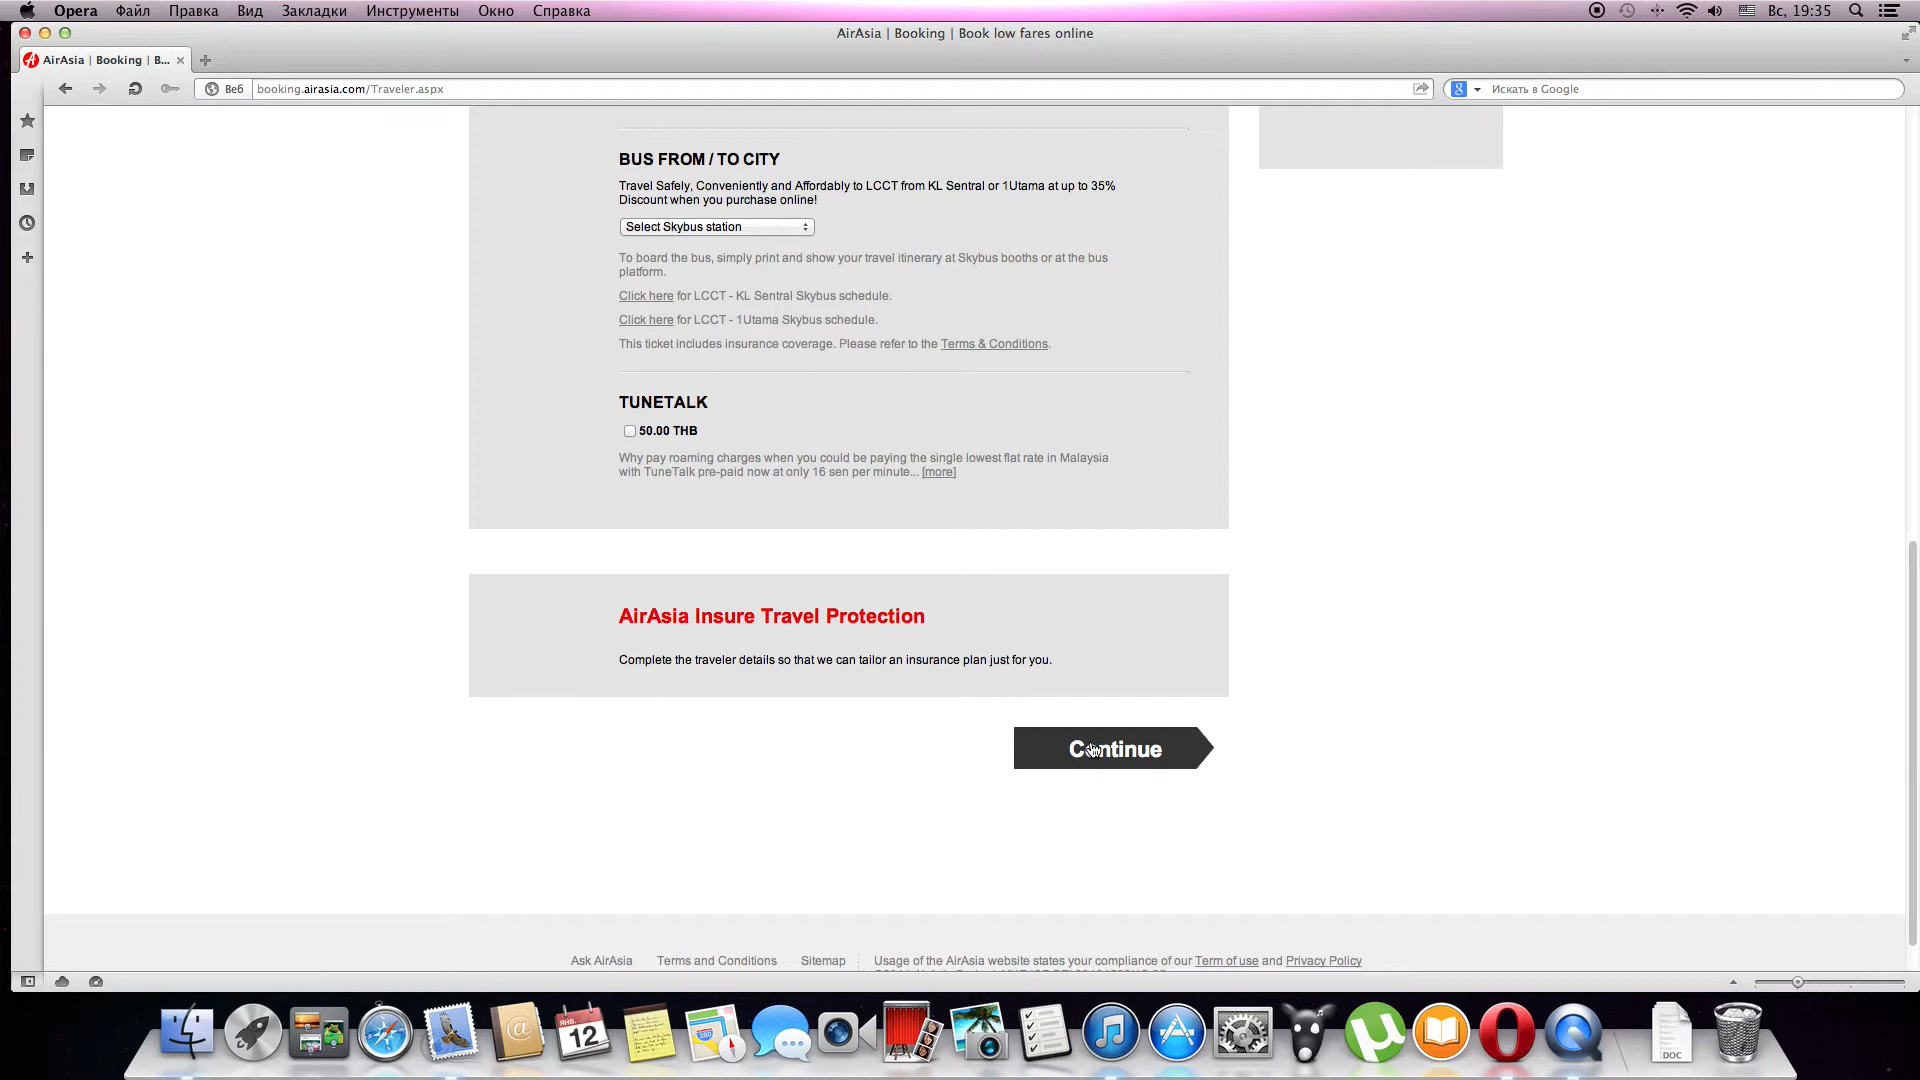 Opera Файл Правка Вид Закладки Инструменты Окно Справка Вс, 19:35
AirAsia | Booking | Book low fares online
AirAsia | Booking | B...
Веб booking.airasia.com/Traveler.aspx Искать в Google
BUS FROM / TO CITY
Travel Safely, Conveniently and Affordably to LCCT from KL Sentral or 1Utama at up to 35%
Discount when you purchase online!
Select Skybus station
To board the bus, simply print and show your travel itinerary at Skybus booths or at the bus
platform.
Click here for LCCT - KL Sentral Skybus schedule.
Click here for LCCT - 1Utama Skybus schedule.
This ticket includes insurance coverage. Please refer to the Terms & Conditions.
TUNETALK
50.00 THB
Why pay roaming charges when you could be paying the single lowest flat rate in Malaysia
with TuneTalk pre-paid now at only 16 sen per minute... [more]
AirAsia Insure Travel Protection
Complete the traveler details so that we can tailor an insurance plan just for you.
Continue
Ask AirAsia Terms and Conditions Sitemap Usage of the AirAsia website states your compliance of our Term of use and Privacy Policy
ЯНВ.
12
DOC